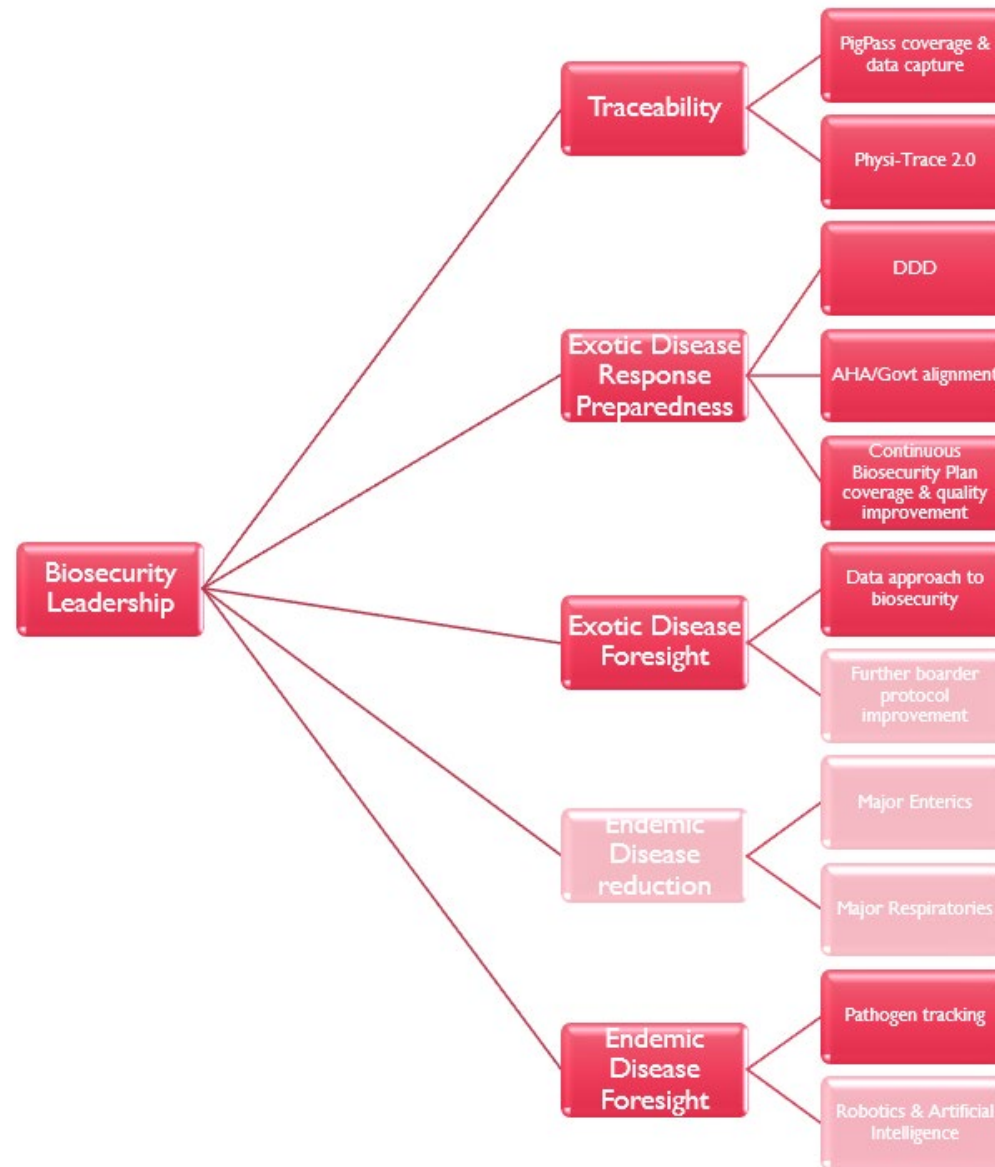 PigPass coverage &
data capture
Traceability
Physi-Trace 2.0
DDD
Exotic Disease
Response
Preparedness
AHA/Govt alignment
Continuous
Biosecurity Plan
coverage & quality
improvement
Biosecurity
Leadership
Data approach to
biosecurity
Exotic Disease
Foresight
Further boarder
protocol
improvement
Major Enterics
Endemic
Disease
reduction
Major Respiratories
Pathogen tracking
Endemic
Disease
Foresight
Robotics & Artificial
Intelligence